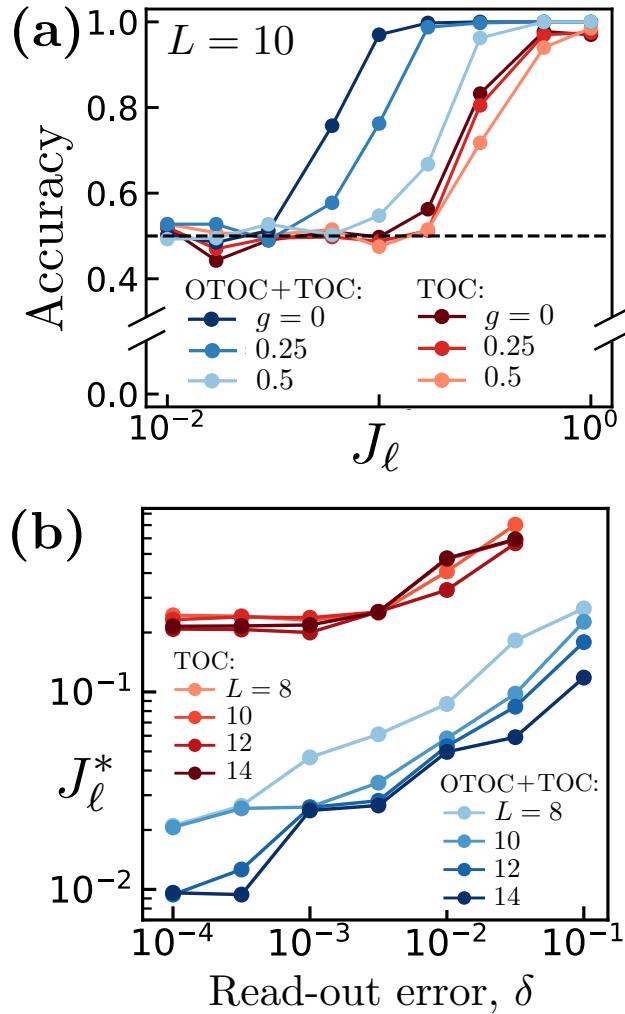 (a)
L = 10
Accuracy
1.0
0.8
0.6
0.4
0.0
OTOC+TOC:
g = 0
0.25
0.5
TOC:
g = 0
0.25
0.5
10⁻²
10⁰
J_ℓ
(b)
J_ℓ*
10⁻¹
10⁻²
TOC:
L = 8
10
12
14
OTOC+TOC:
L = 8
10
12
14
10⁻⁴
10⁻³
10⁻²
10⁻¹
Read-out error, δ